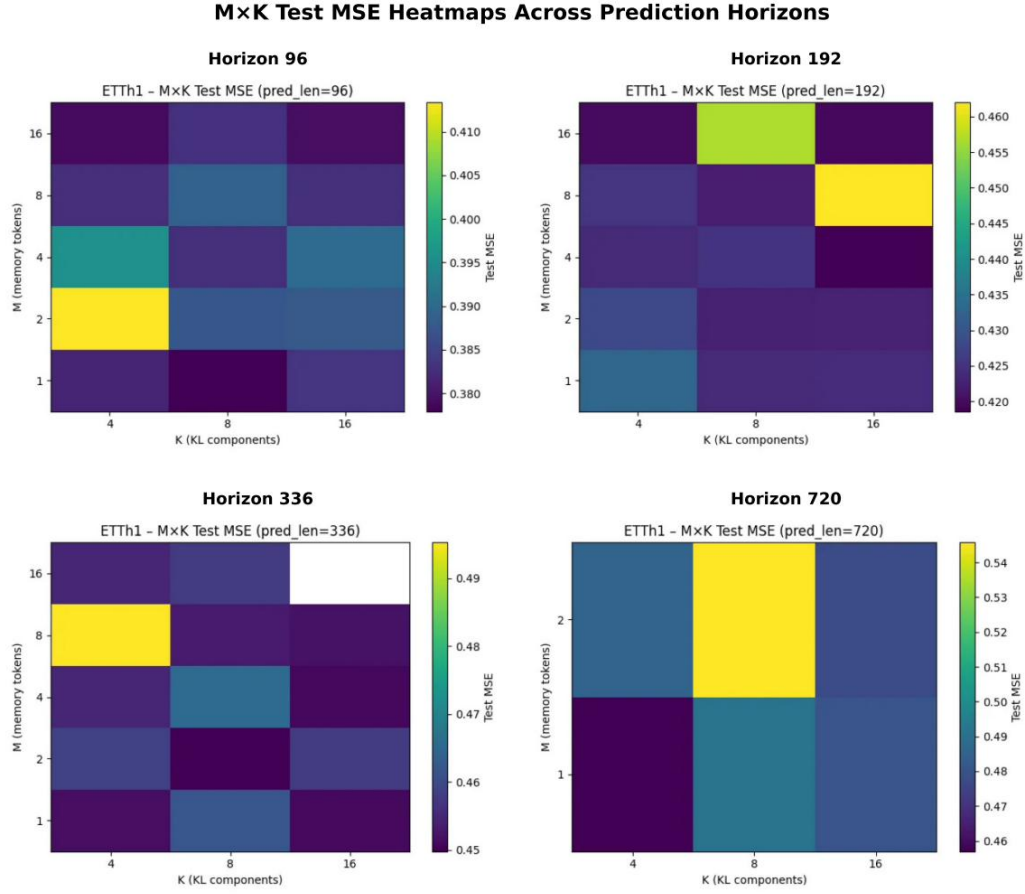 M×K Test MSE Heatmaps Across Prediction Horizons
Horizon 96
ETTh1 – M×K Test MSE (pred_len=96)
M (memory tokens)
16
8
4
2
1
4
8
16
K (KL components)
0.410
0.405
0.400
0.395
0.390
0.385
0.380
Test MSE
Horizon 192
ETTh1 – M×K Test MSE (pred_len=192)
M (memory tokens)
16
8
4
2
1
4
8
16
K (KL components)
0.460
0.455
0.450
0.445
0.440
0.435
0.430
0.425
0.420
Test MSE
Horizon 336
ETTh1 – M×K Test MSE (pred_len=336)
M (memory tokens)
16
8
4
2
1
4
8
16
K (KL components)
0.49
0.48
0.47
0.46
0.45
Test MSE
Horizon 720
ETTh1 – M×K Test MSE (pred_len=720)
M (memory tokens)
2
1
4
8
16
K (KL components)
0.54
0.53
0.52
0.51
0.50
0.49
0.48
0.47
0.46
Test MSE